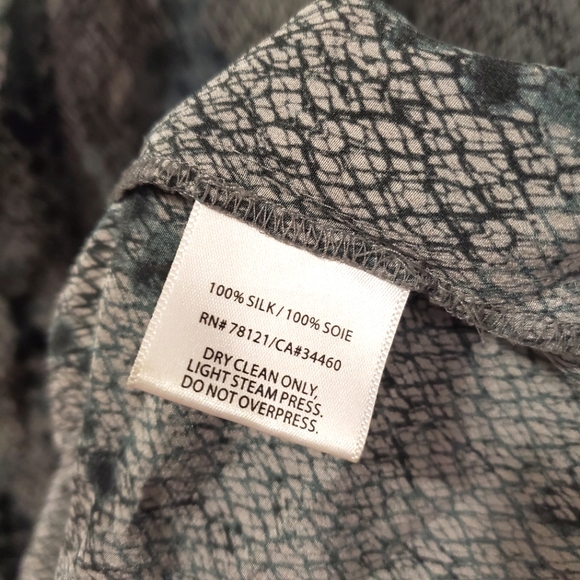 100% SILK / 100% SOIE
RN# 78121/CA#34460
DRY CLEAN ONLY,
LIGHT STEAM PRESS.
DO NOT OVERPRESS.